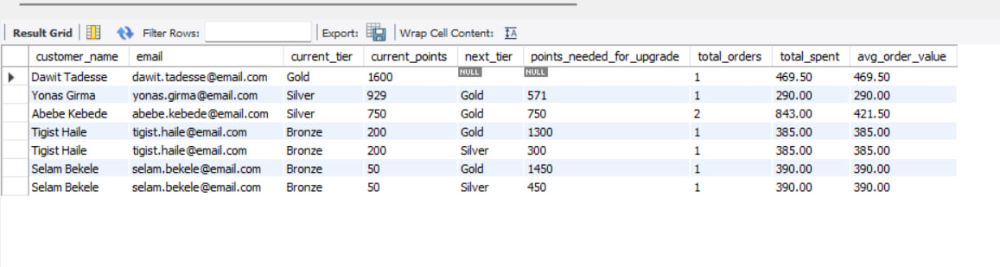 Result Grid Filter Rows: Export: Wrap Cell Content: IA
customer_name email current_tier current_points next_tier points_needed_for_upgrade total_orders total_spent avg_order_value
Dawit Tadesse dawit.tadesse@email.com Gold 1600 NULL NULL 1 469.50 469.50
Yonas Girma yonas.girma@email.com Silver 929 Gold 571 1 290.00 290.00
Abebe Kebede abebe.kebede@email.com Silver 750 Gold 750 2 843.00 421.50
Tigist Haile tigist.haile@email.com Bronze 200 Gold 1300 1 385.00 385.00
Tigist Haile tigist.haile@email.com Bronze 200 Silver 300 1 385.00 385.00
Selam Bekele selam.bekele@email.com Bronze 50 Gold 1450 1 390.00 390.00
Selam Bekele selam.bekele@email.com Bronze 50 Silver 450 1 390.00 390.00